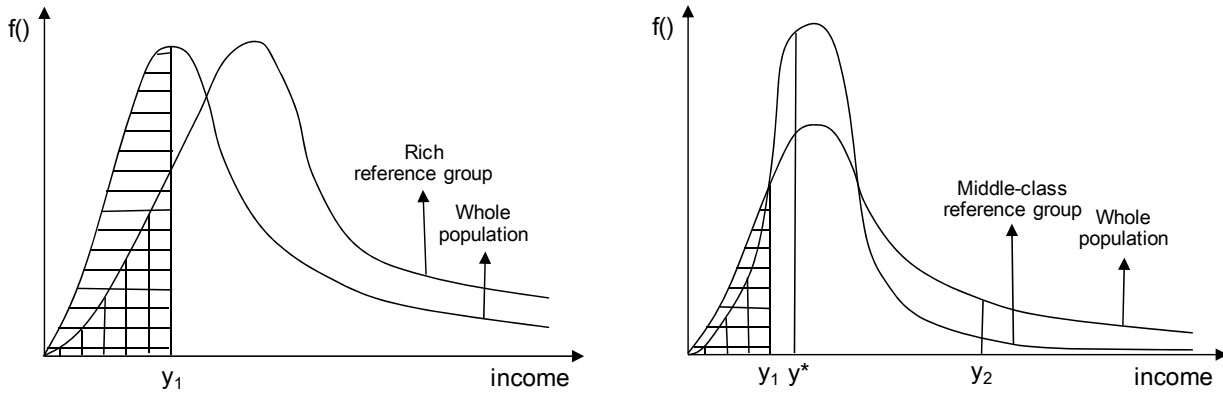 f()
Rich
reference group
Whole
population
y₁
income
f()
Middle-class
reference group
Whole
population
y₁
y*
y₂
income